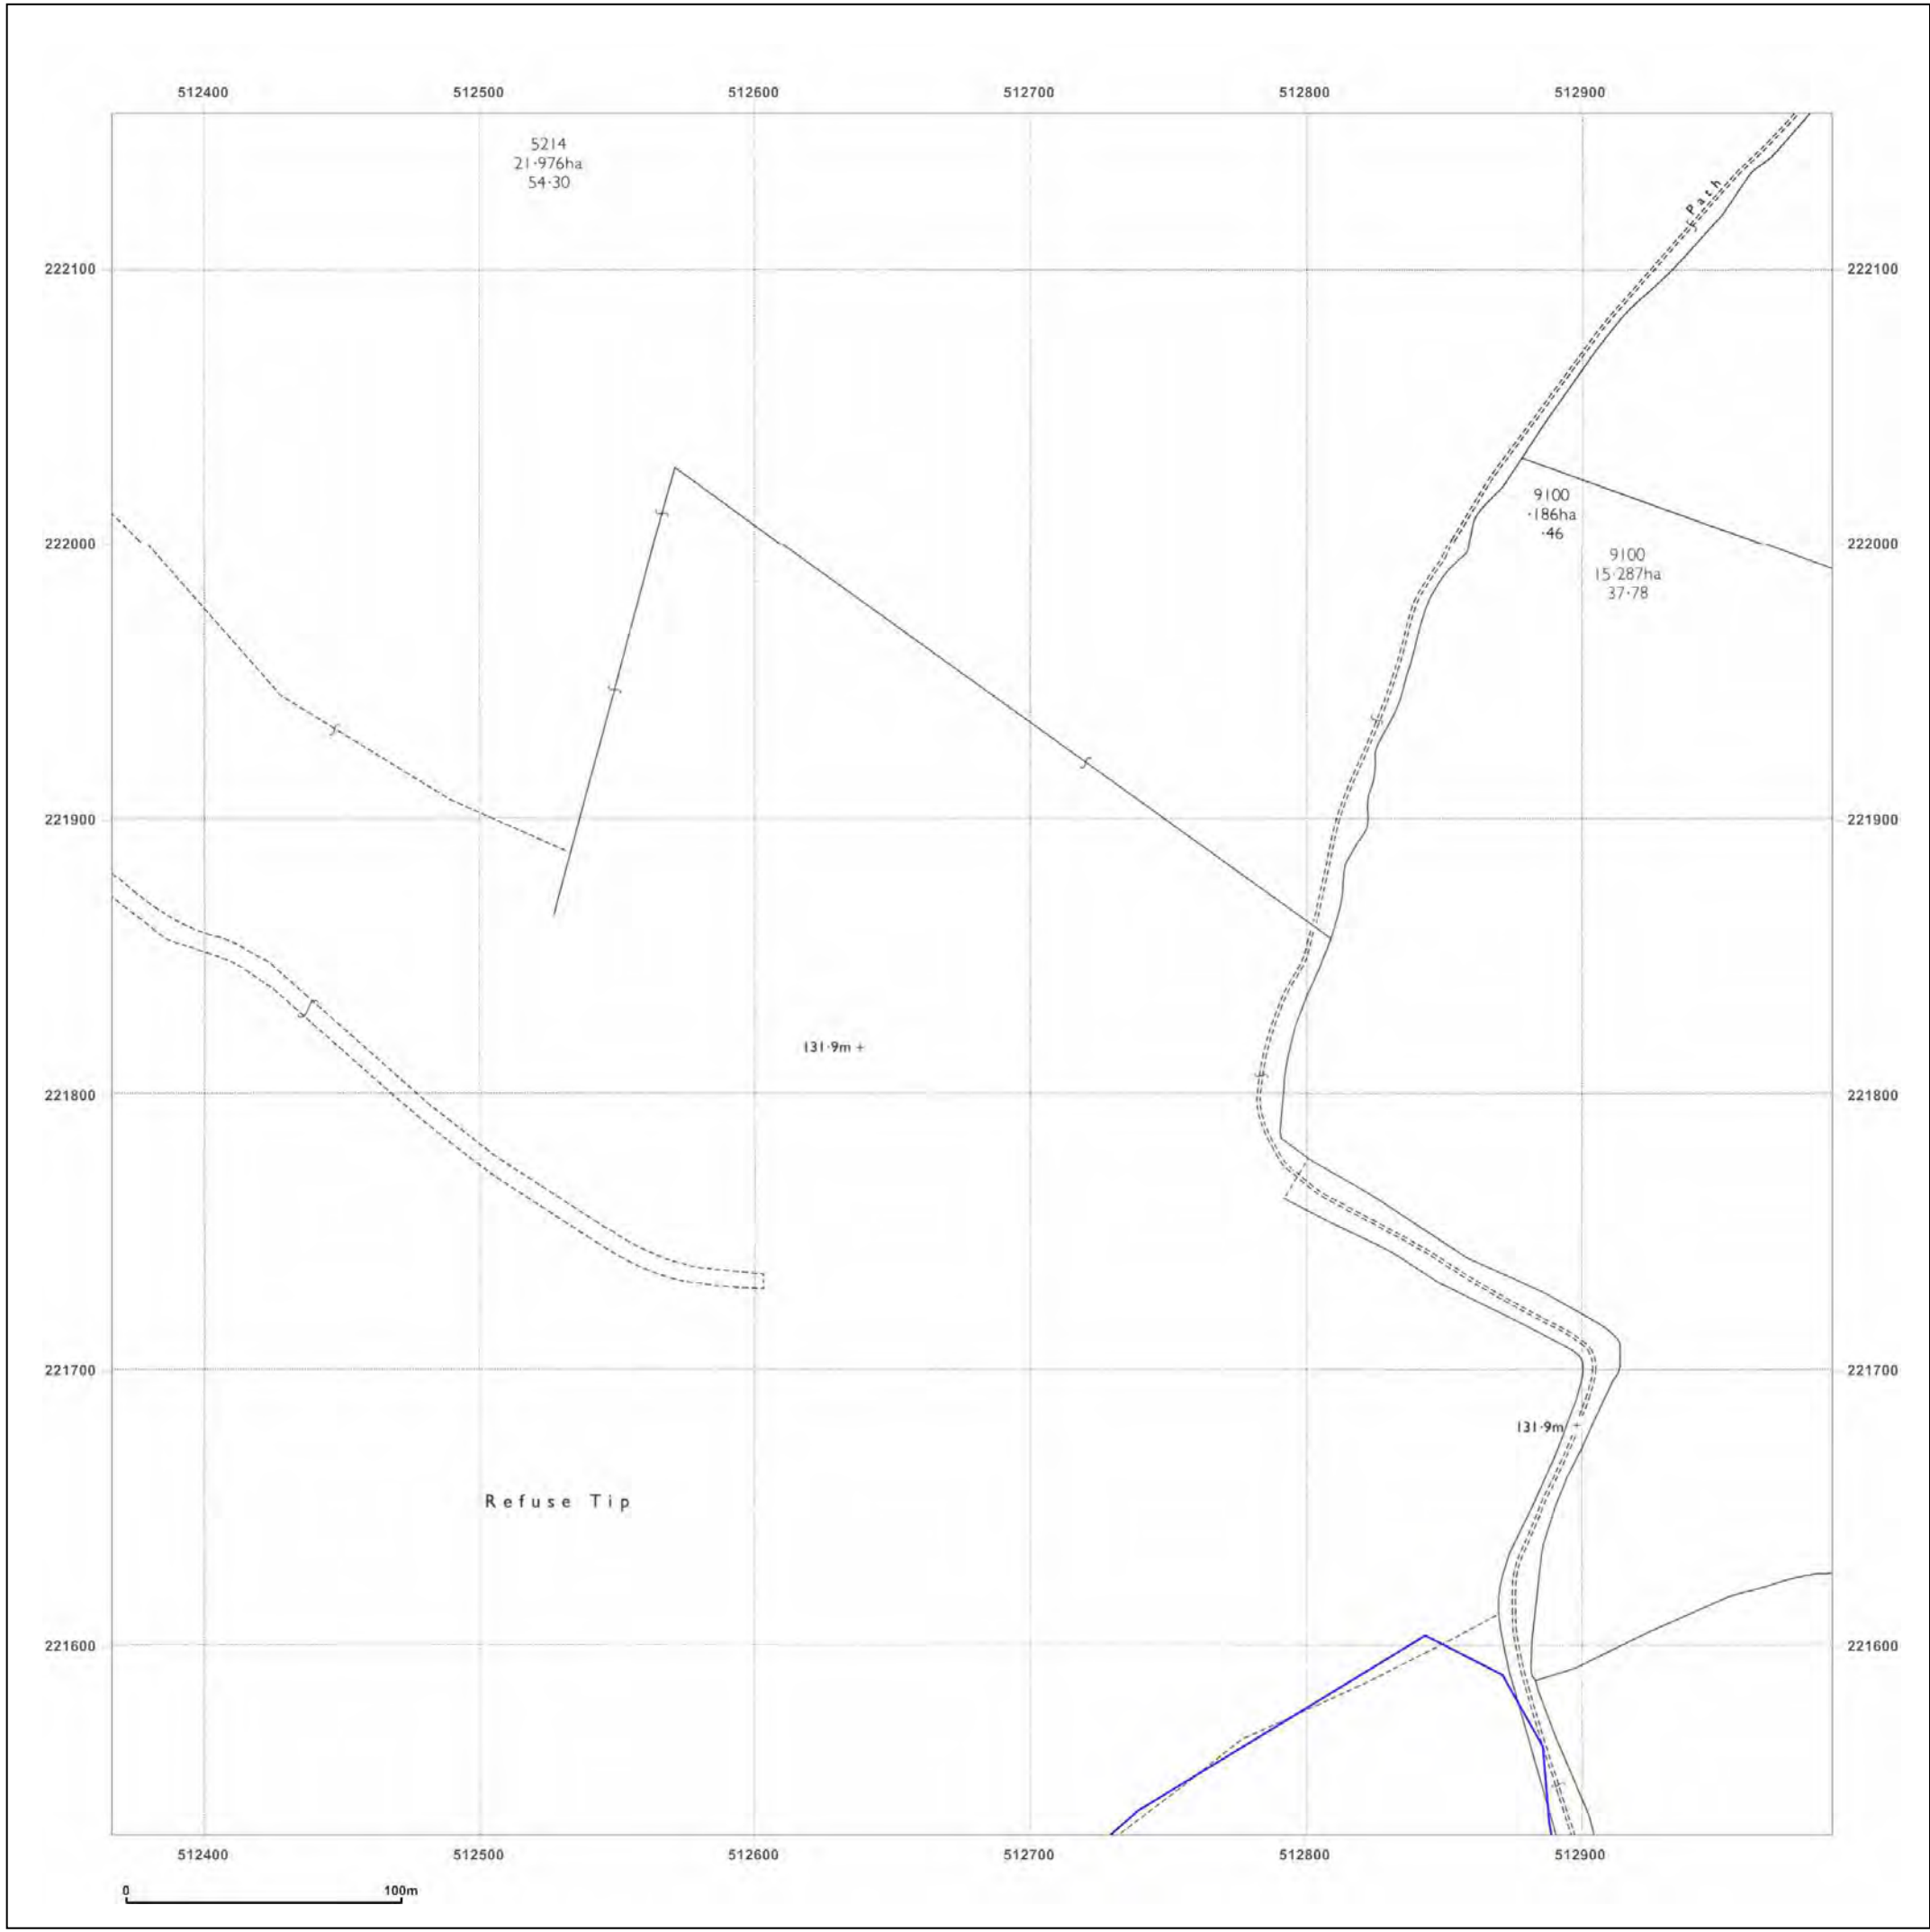 512400 512500 512600 512700 512800 512900
5214
21·976ha
54·30
Path
222100 222100
9100
·186ha
·46
222000 222000
9100
15·287ha
37·78
221900 221900
131·9m +
221800 221800
221700 221700
131·9m +
Refuse Tip
221600 221600
512400 512500 512600 512700 512800 512900
0 100m